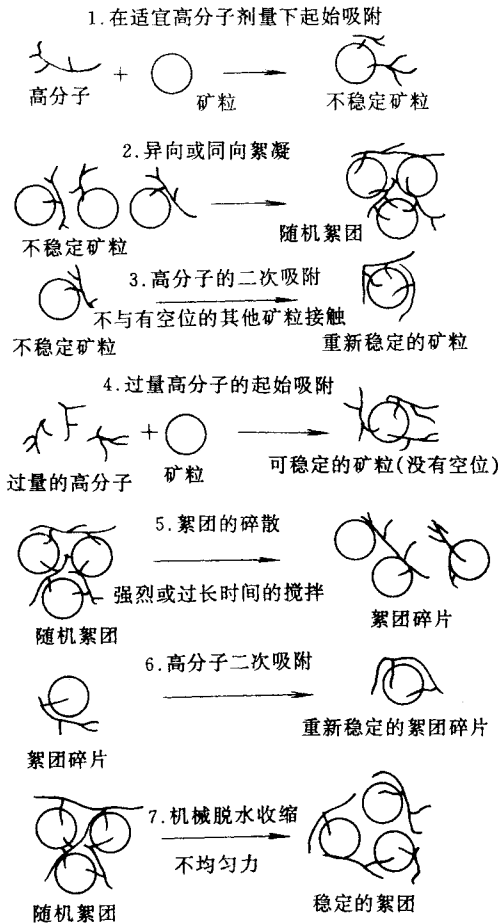 1.在适宜高分子剂量下起始吸附
高分子
+
矿粒
不稳定矿粒
2.异向或同向絮凝
不稳定矿粒
随机絮团
3.高分子的二次吸附
不与有空位的其他矿粒接触
不稳定矿粒
重新稳定的矿粒
4.过量高分子的起始吸附
+
过量的高分子
矿粒
可稳定的矿粒(没有空位)
5.絮团的碎散
强烈或过长时间的搅拌
随机絮团
絮团碎片
6.高分子二次吸附
絮团碎片
重新稳定的絮团碎片
7.机械脱水收缩
不均匀力
随机絮团
稳定的絮团